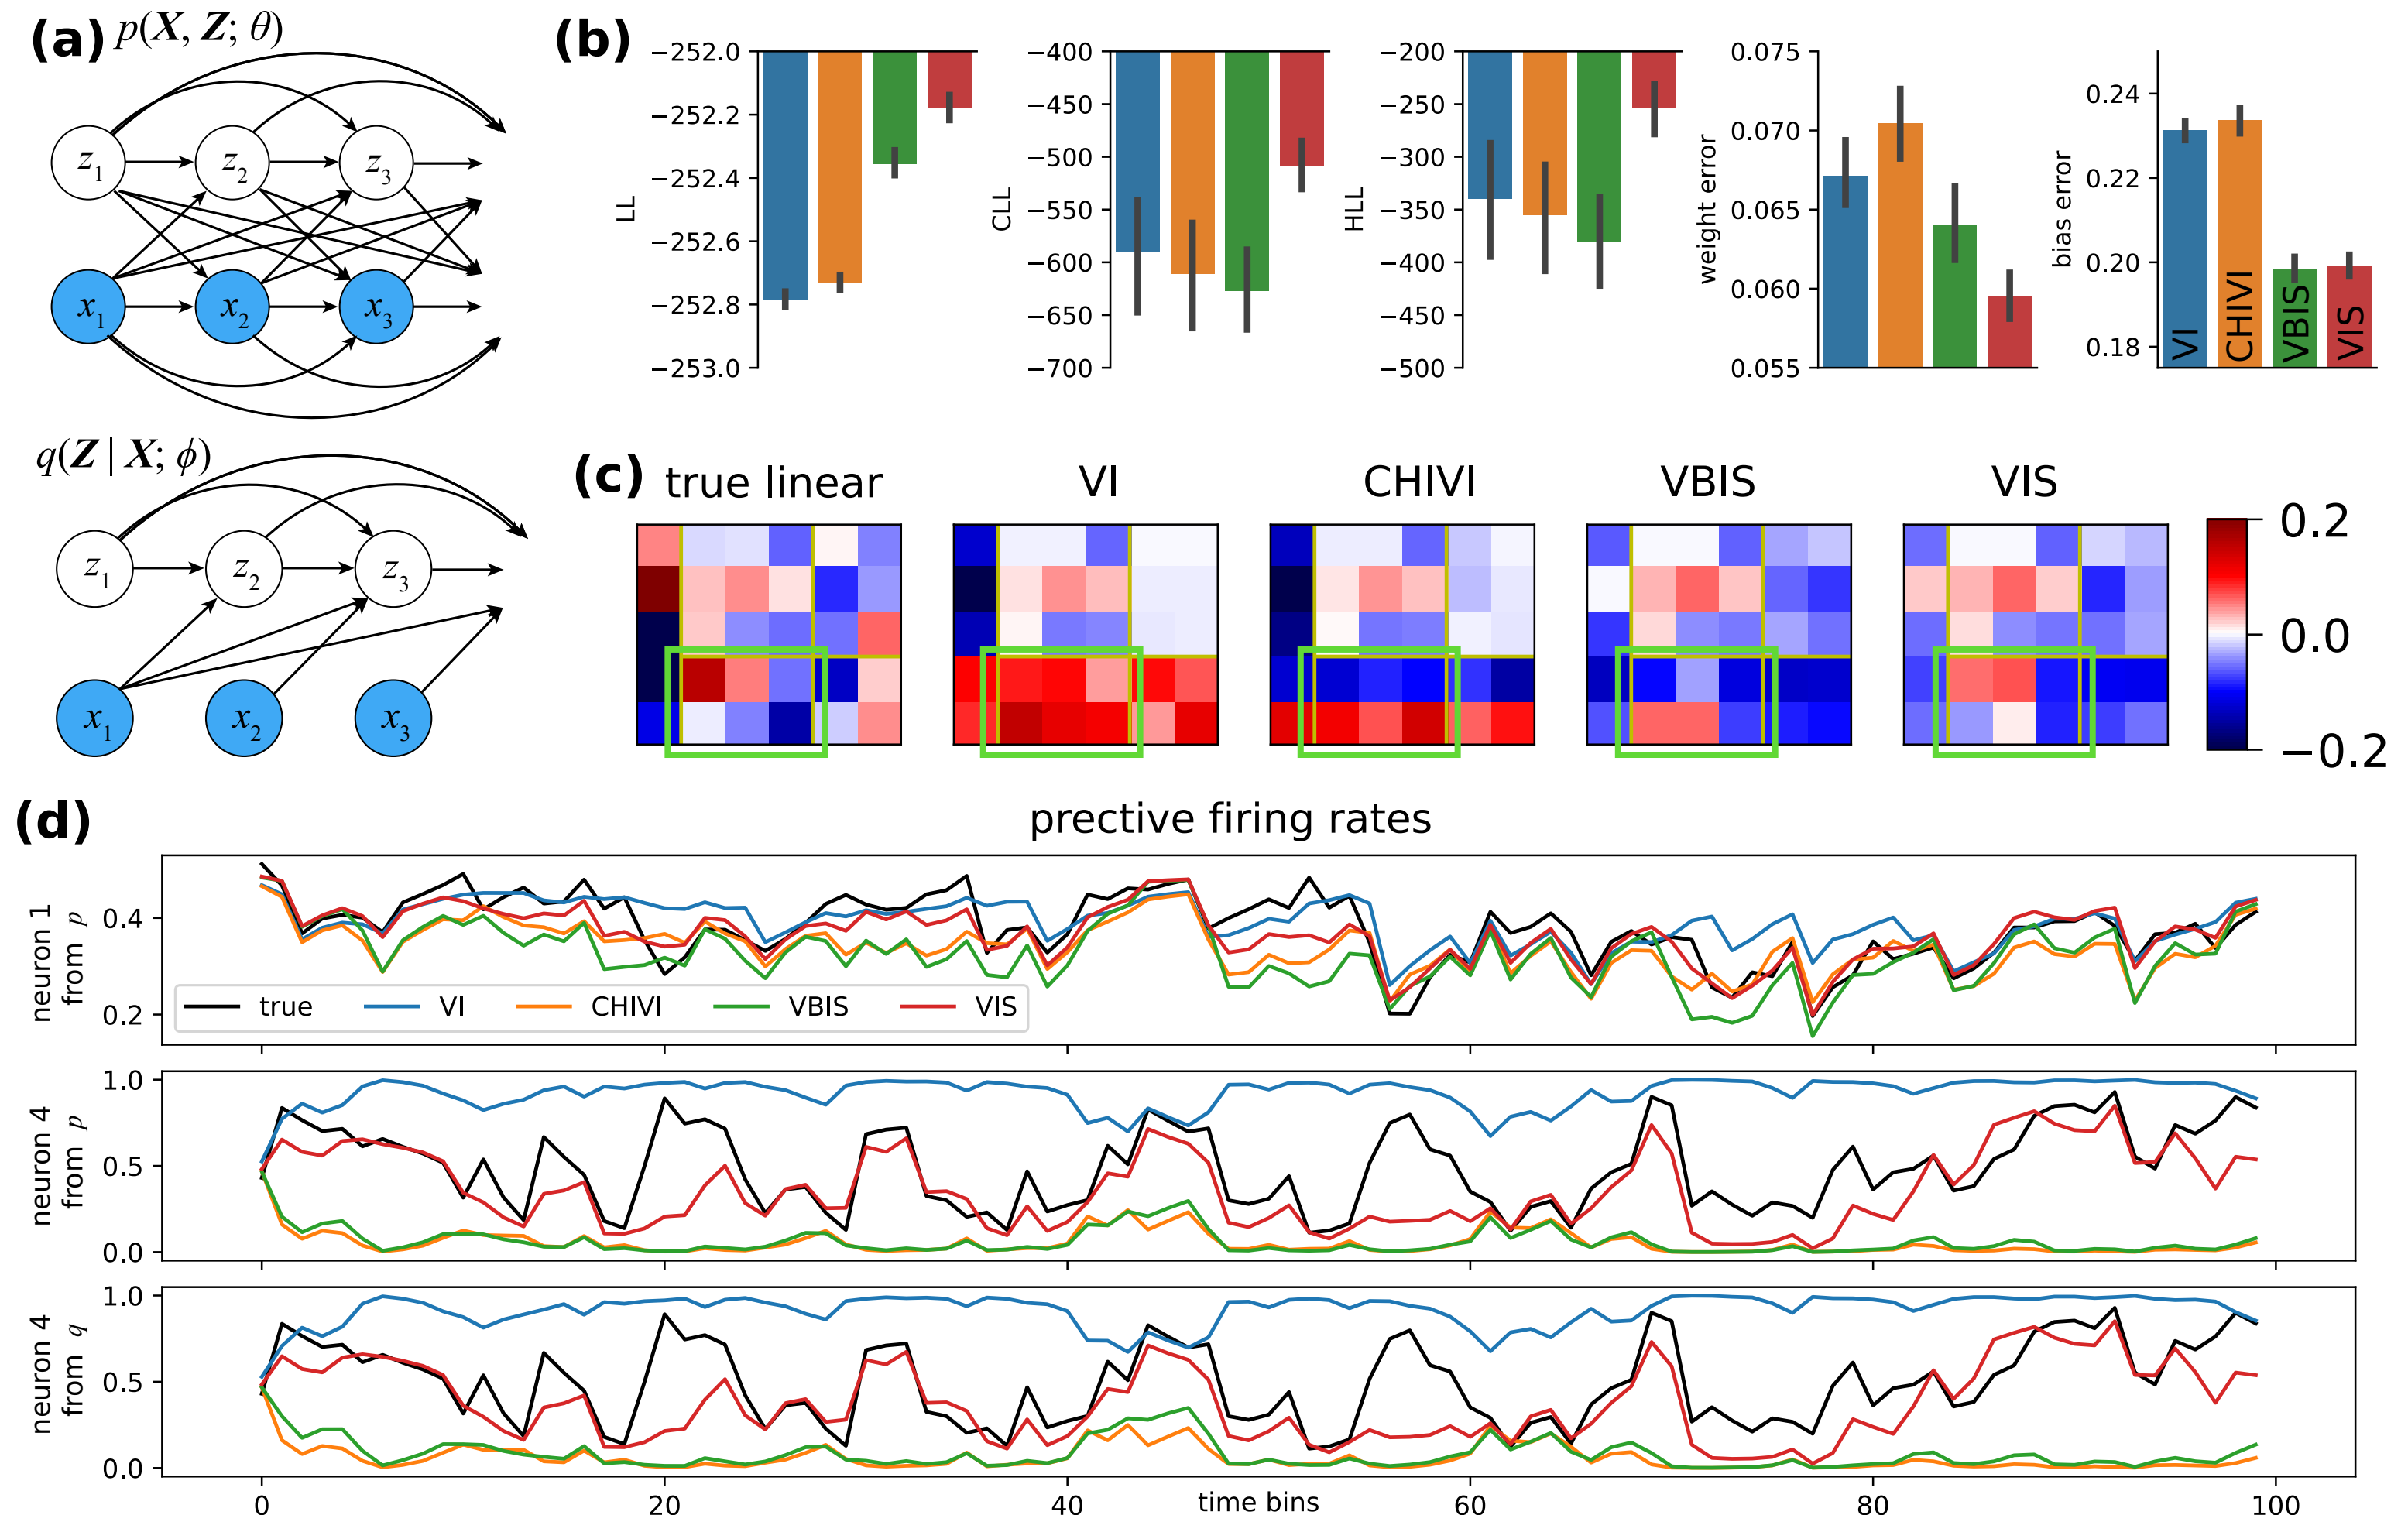 (a) p(X, Z; θ)
z1 z2 z3
x1 x2 x3
q(Z | X; ϕ)
z1 z2 z3
x1 x2 x3
(b)
LL
−252.0
−252.2
−252.4
−252.6
−252.8
−253.0
CLL
−400
−450
−500
−550
−600
−650
−700
HLL
−200
−250
−300
−350
−400
−450
−500
weight error
0.075
0.070
0.065
0.060
0.055
bias error
0.24
0.22
0.20
0.18
VI
CHIVI
VBIS
VIS
(c)
true linear
VI
CHIVI
VBIS
VIS
0.2
0.0
−0.2
(d)
prective firing rates
neuron 1
from p
0.4
0.2
true VI CHIVI VBIS VIS
neuron 4
from p
1.0
0.5
0.0
neuron 4
from q
1.0
0.5
0.0
0 20 40 60 80 100
time bins